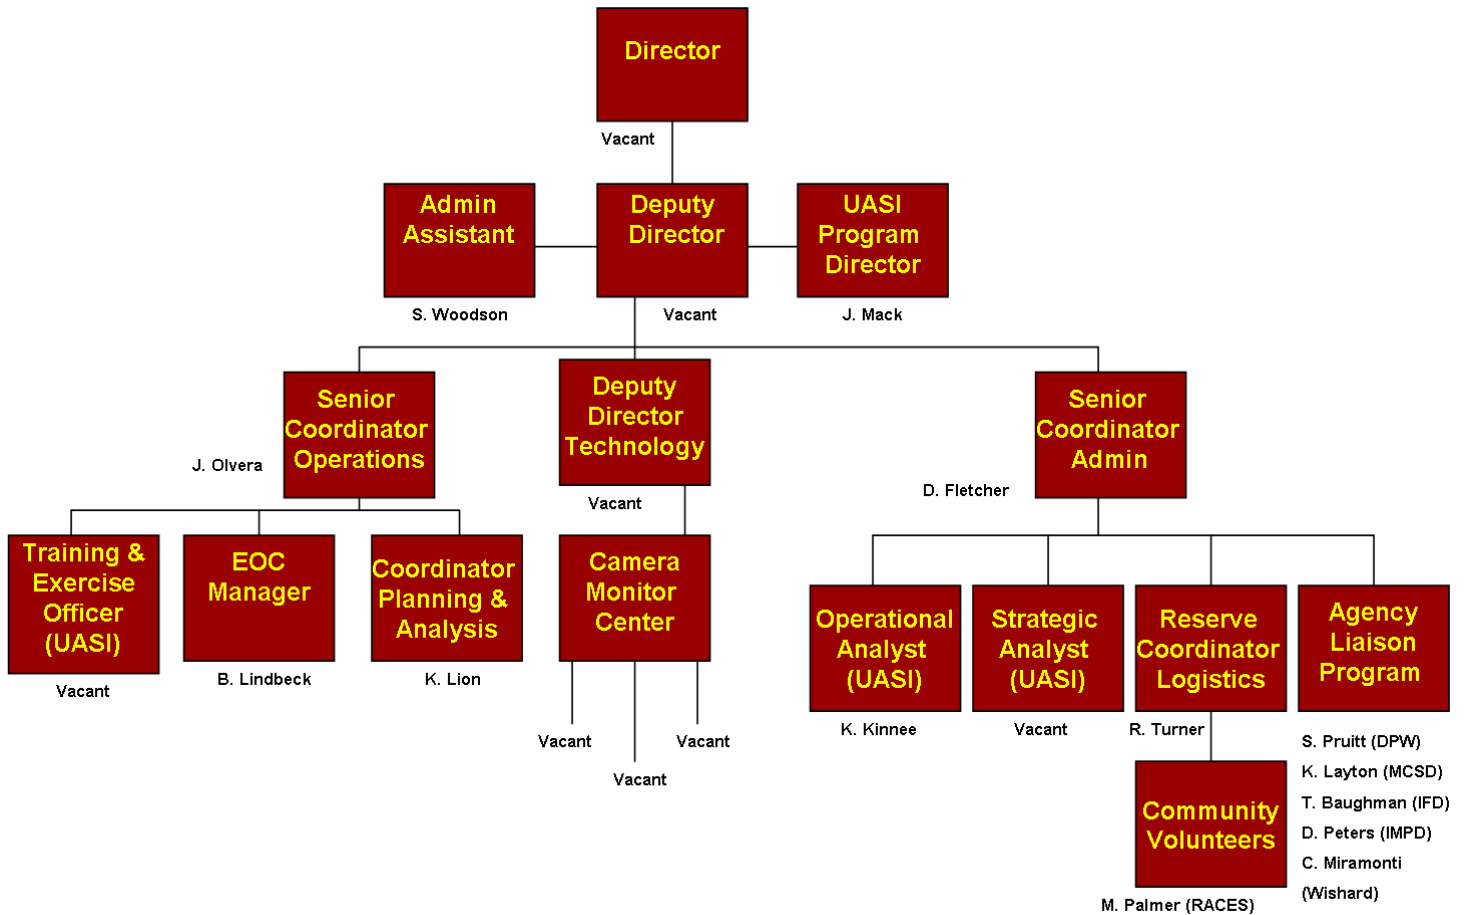 Director
Vacant
Admin
Assistant
S. Woodson
Deputy
Director
Vacant
UASI
Program
Director
J. Mack
Senior
Coordinator
Operations
J. Olvera
Deputy
Director
Technology
Vacant
Senior
Coordinator
Admin
D. Fletcher
Training &
Exercise
Officer
(UASI)
Vacant
EOC
Manager
B. Lindbeck
Coordinator
Planning &
Analysis
K. Lion
Camera
Monitor
Center
Vacant
Vacant
Vacant
Operational
Analyst
(UASI)
K. Kinnee
Strategic
Analyst
(UASI)
Vacant
Reserve
Coordinator
Logistics
R. Turner
Agency
Liaison
Program
S. Pruitt (DPW)
K. Layton (MCSD)
T. Baughman (IFD)
D. Peters (IMPD)
C. Miramonti
(Wishard)
Community
Volunteers
M. Palmer (RACES)